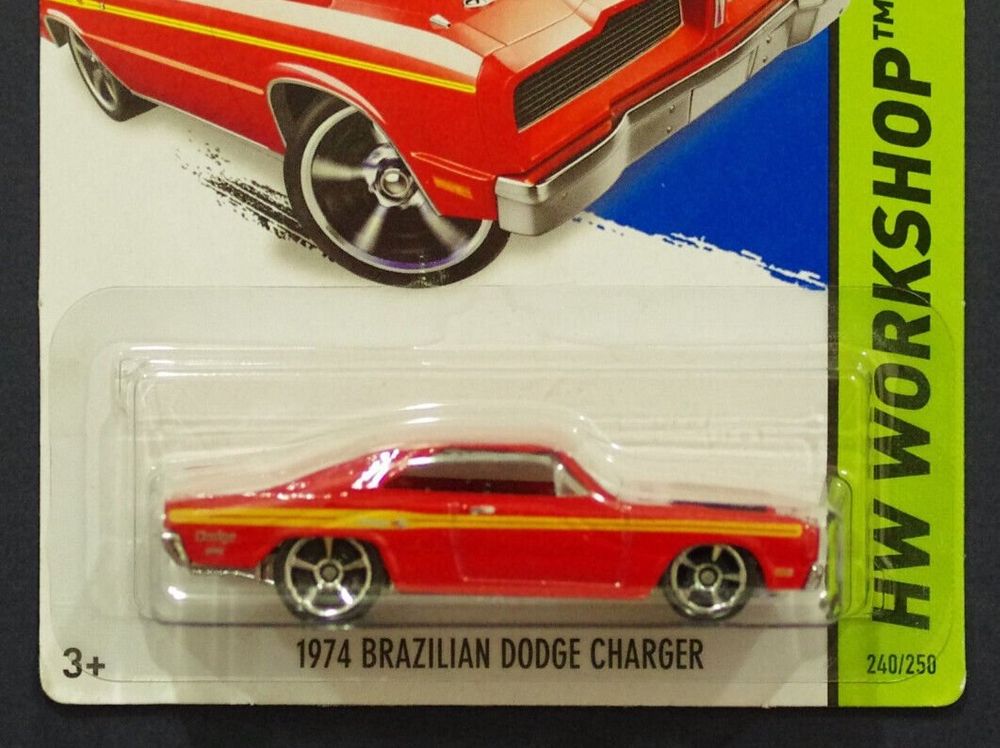 HW WORKSHOP™
Dodge
1974 BRAZILIAN DODGE CHARGER
3+
240/250